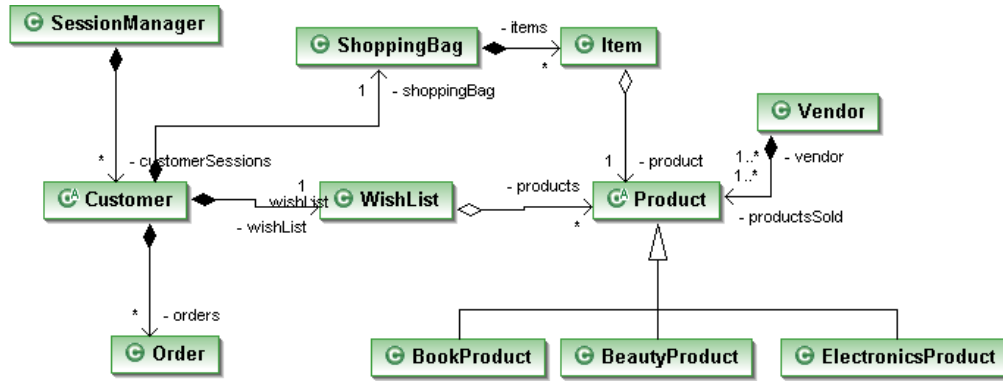 SessionManager
- items
ShoppingBag
Item
*
1
- shoppingBag
Vendor
*
- customerSessions
1
- product
1..*
- vendor
1..*
Customer
1
wishList
- wishList
WishList
- products
*
Product
- productsSold
*
- orders
Order
BookProduct
BeautyProduct
ElectronicsProduct